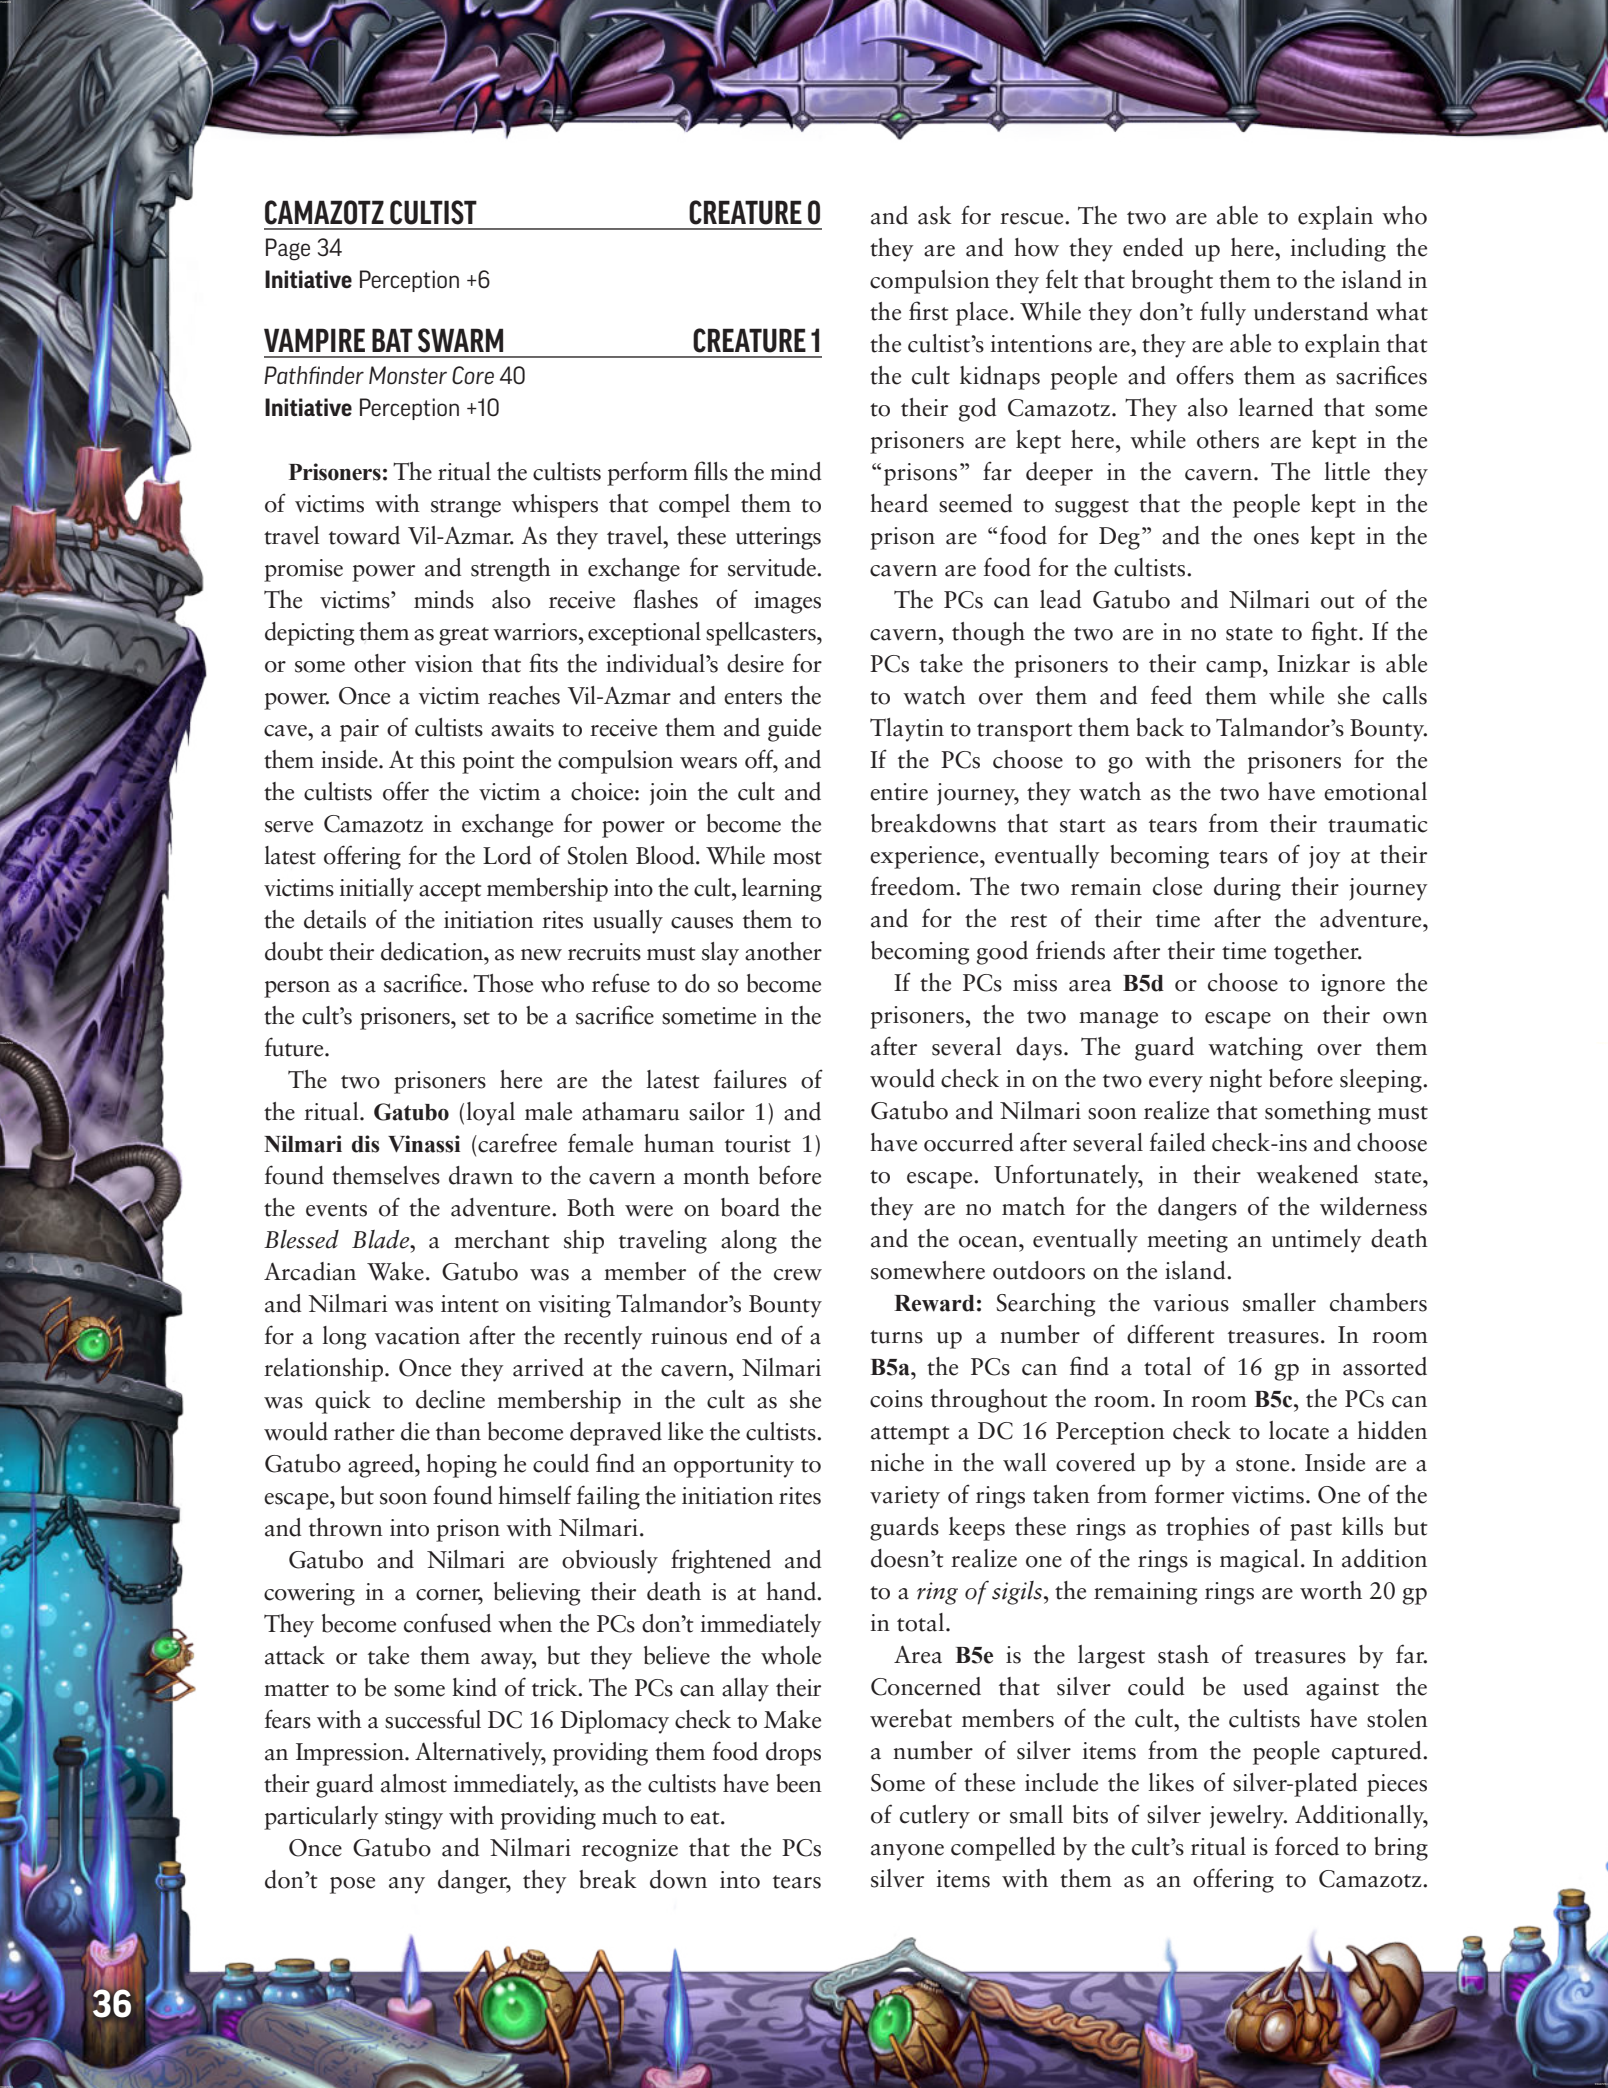 CAMAZOTZ CULTIST CREATURE 0
Page 34
Initiative Perception +6
VAMPIRE BAT SWARM CREATURE 1
Pathfinder Monster Core 40
Initiative Perception +10
Prisoners: The ritual the cultists perform fills the mind
of victims with strange whispers that compel them to
travel toward Vil-Azmar. As they travel, these utterings
promise power and strength in exchange for servitude.
The victims’ minds also receive flashes of images
depicting them as great warriors, exceptional spellcasters,
or some other vision that fits the individual’s desire for
power. Once a victim reaches Vil-Azmar and enters the
cave, a pair of cultists awaits to receive them and guide
them inside. At this point the compulsion wears off, and
the cultists offer the victim a choice: join the cult and
serve Camazotz in exchange for power or become the
latest offering for the Lord of Stolen Blood. While most
victims initially accept membership into the cult, learning
the details of the initiation rites usually causes them to
doubt their dedication, as new recruits must slay another
person as a sacrifice. Those who refuse to do so become
the cult’s prisoners, set to be a sacrifice sometime in the
future.
The two prisoners here are the latest failures of
the ritual. Gatubo (loyal male athamaru sailor 1) and
Nilmari dis Vinassi (carefree female human tourist 1)
found themselves drawn to the cavern a month before
the events of the adventure. Both were on board the
Blessed Blade, a merchant ship traveling along the
Arcadian Wake. Gatubo was a member of the crew
and Nilmari was intent on visiting Talmandor’s Bounty
for a long vacation after the recently ruinous end of a
relationship. Once they arrived at the cavern, Nilmari
was quick to decline membership in the cult as she
would rather die than become depraved like the cultists.
Gatubo agreed, hoping he could find an opportunity to
escape, but soon found himself failing the initiation rites
and thrown into prison with Nilmari.
Gatubo and Nilmari are obviously frightened and
cowering in a corner, believing their death is at hand.
They become confused when the PCs don’t immediately
attack or take them away, but they believe the whole
matter to be some kind of trick. The PCs can allay their
fears with a successful DC 16 Diplomacy check to Make
an Impression. Alternatively, providing them food drops
their guard almost immediately, as the cultists have been
particularly stingy with providing much to eat.
Once Gatubo and Nilmari recognize that the PCs
don’t pose any danger, they break down into tears
and ask for rescue. The two are able to explain who
they are and how they ended up here, including the
compulsion they felt that brought them to the island in
the first place. While they don’t fully understand what
the cultist’s intentions are, they are able to explain that
the cult kidnaps people and offers them as sacrifices
to their god Camazotz. They also learned that some
prisoners are kept here, while others are kept in the
“prisons” far deeper in the cavern. The little they
heard seemed to suggest that the people kept in the
prison are “food for Deg” and the ones kept in the
cavern are food for the cultists.
The PCs can lead Gatubo and Nilmari out of the
cavern, though the two are in no state to fight. If the
PCs take the prisoners to their camp, Inizkar is able
to watch over them and feed them while she calls
Tlaytin to transport them back to Talmandor’s Bounty.
If the PCs choose to go with the prisoners for the
entire journey, they watch as the two have emotional
breakdowns that start as tears from their traumatic
experience, eventually becoming tears of joy at their
freedom. The two remain close during their journey
and for the rest of their time after the adventure,
becoming good friends after their time together.
If the PCs miss area B5d or choose to ignore the
prisoners, the two manage to escape on their own
after several days. The guard watching over them
would check in on the two every night before sleeping.
Gatubo and Nilmari soon realize that something must
have occurred after several failed check-ins and choose
to escape. Unfortunately, in their weakened state,
they are no match for the dangers of the wilderness
and the ocean, eventually meeting an untimely death
somewhere outdoors on the island.
Reward: Searching the various smaller chambers
turns up a number of different treasures. In room
B5a, the PCs can find a total of 16 gp in assorted
coins throughout the room. In room B5c, the PCs can
attempt a DC 16 Perception check to locate a hidden
niche in the wall covered up by a stone. Inside are a
variety of rings taken from former victims. One of the
guards keeps these rings as trophies of past kills but
doesn’t realize one of the rings is magical. In addition
to a ring of sigils, the remaining rings are worth 20 gp
in total.
Area B5e is the largest stash of treasures by far.
Concerned that silver could be used against the
werebat members of the cult, the cultists have stolen
a number of silver items from the people captured.
Some of these include the likes of silver-plated pieces
of cutlery or small bits of silver jewelry. Additionally,
anyone compelled by the cult’s ritual is forced to bring
silver items with them as an offering to Camazotz.
36